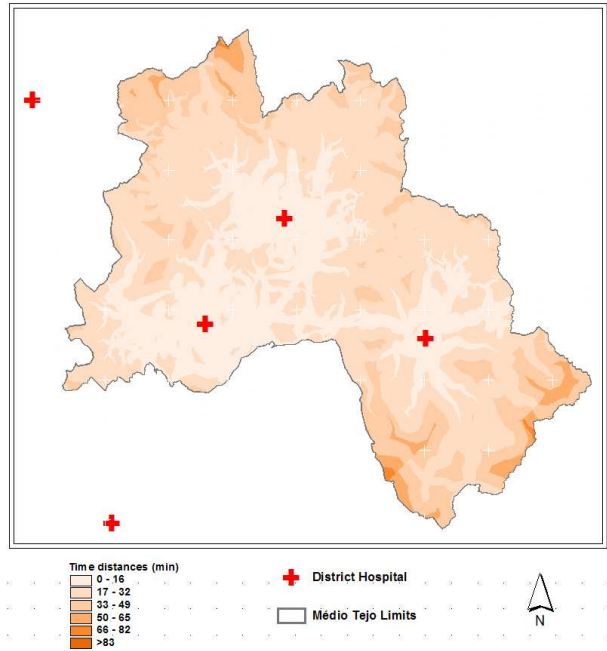 Time distances (min)
0 - 16
17 - 32
33 - 49
50 - 65
66 - 82
>83
District Hospital
Médio Tejo Limits
N